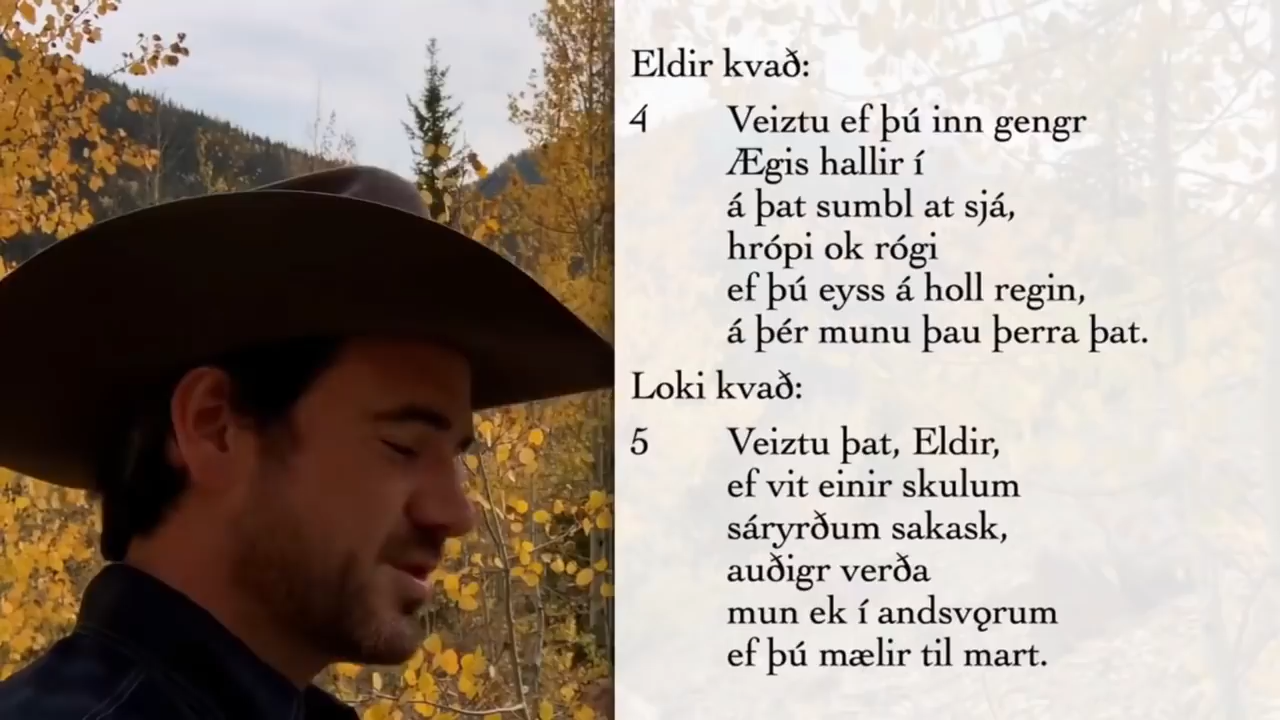 Eldir kvað:
4 Veiztu ef þú inn gengr
Ægis hallir í
á þat sumbl at sjá,
hrópi ok rógi
ef þú eyss á holl regin,
á þér munu þau þerra þat.
Loki kvað:
5 Veiztu þat, Eldir,
ef vit einir skulum
sáryrðum sakask,
auðigr verða
mun ek í andsvǫrum
ef þú mælir til mart.